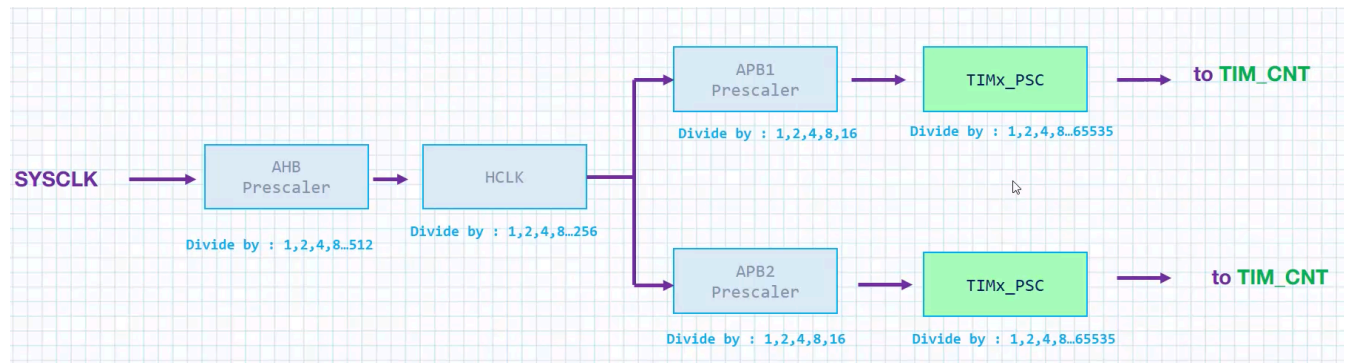 SYSCLK
AHB
Prescaler
Divide by : 1,2,4,8…512
HCLK
Divide by : 1,2,4,8…256
APB1
Prescaler
Divide by : 1,2,4,8,16
TIMx_PSC
Divide by : 1,2,4,8…65535
to TIM_CNT
APB2
Prescaler
Divide by : 1,2,4,8,16
TIMx_PSC
Divide by : 1,2,4,8…65535
to TIM_CNT